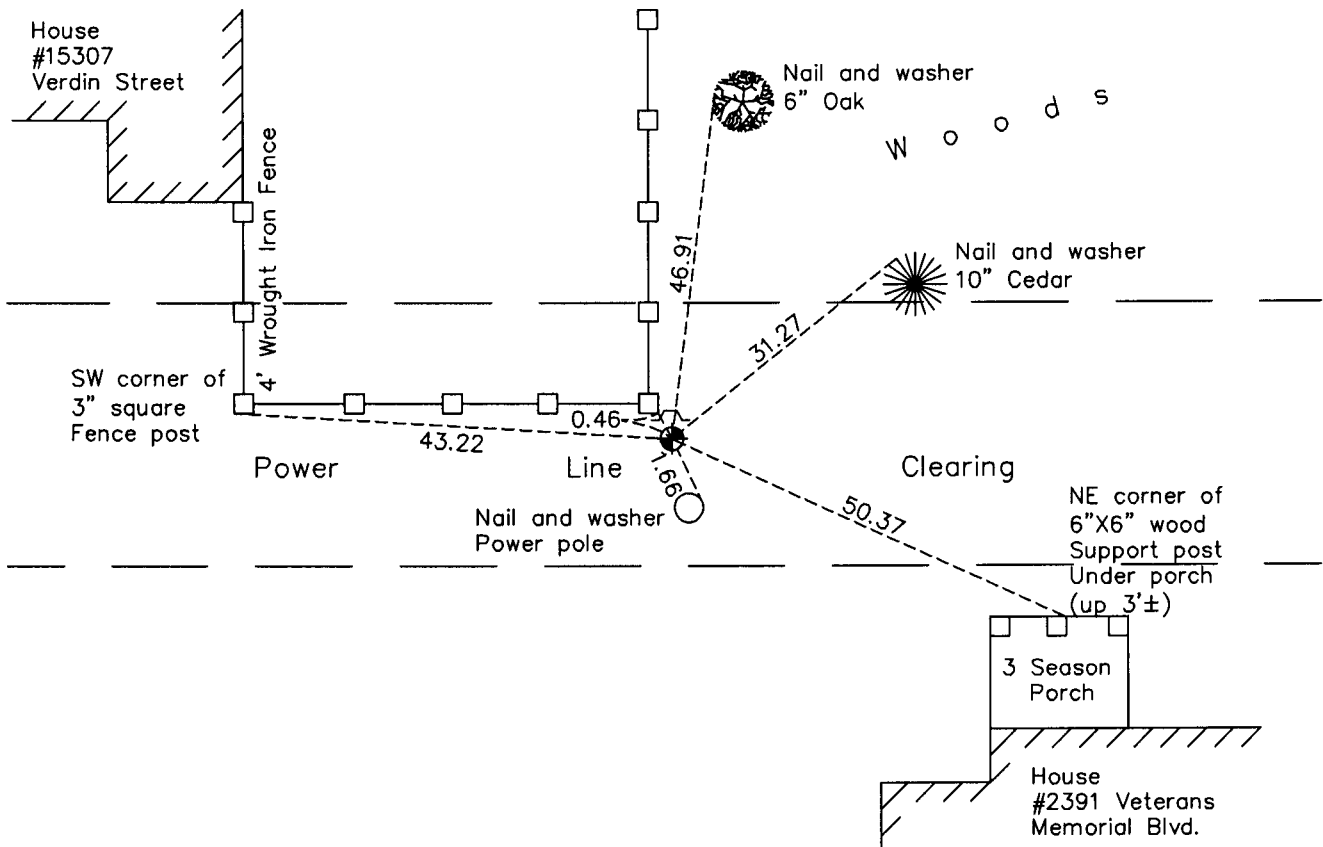 House
#15307
Verdin Street
Nail and washer
6" Oak
Woods
4' Wrought Iron Fence
46.91
Nail and washer
10" Cedar
31.27
SW corner of
3" square
Fence post
43.22
0.46
Power Line Clearing
1.66
Nail and washer
Power pole
50.37
NE corner of
6"X6" wood
Support post
Under porch
(up 3'±)
3 Season
Porch
House
#2391 Veterans
Memorial Blvd.